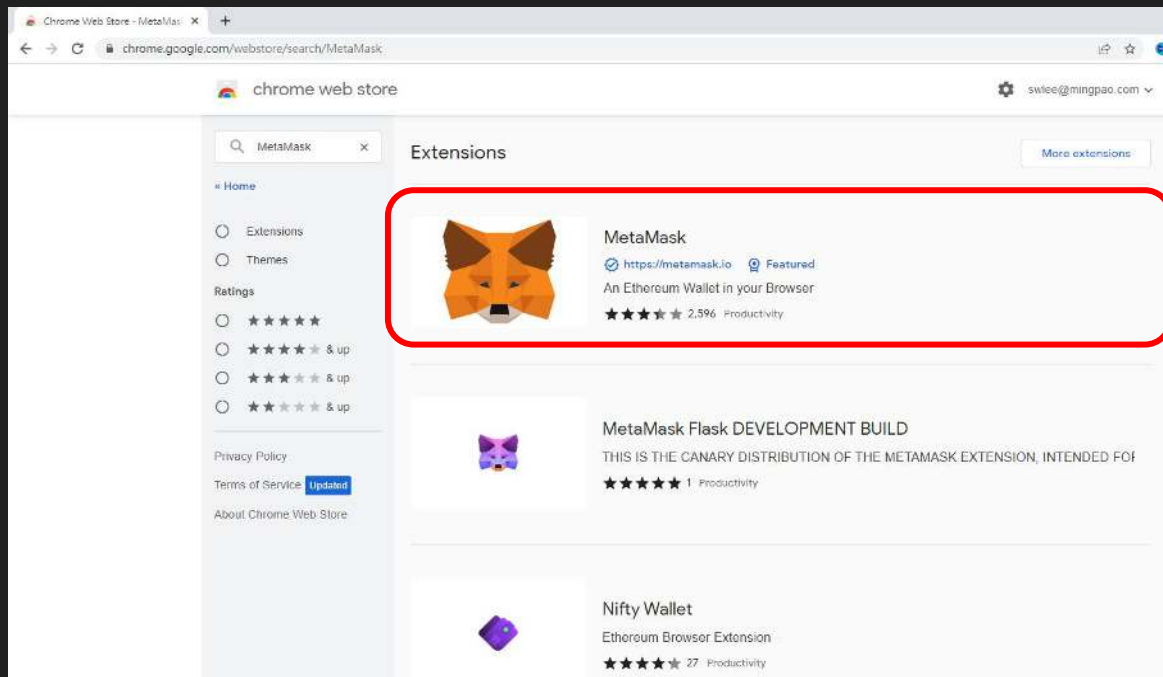 Chrome Web Store - MetaMas
chrome.google.com/webstore/search/MetaMask
chrome web store
swlee@mingpao.com
MetaMask
Extensions
More extensions
« Home
Extensions
Themes
Ratings
& up
& up
& up
Privacy Policy
Terms of Service Updated
About Chrome Web Store
MetaMask
https://metamask.io Featured
An Ethereum Wallet in your Browser
2,596 Productivity
MetaMask Flask DEVELOPMENT BUILD
THIS IS THE CANARY DISTRIBUTION OF THE METAMASK EXTENSION, INTENDED FOR
1 Productivity
Nifty Wallet
Ethereum Browser Extension
27 Productivity